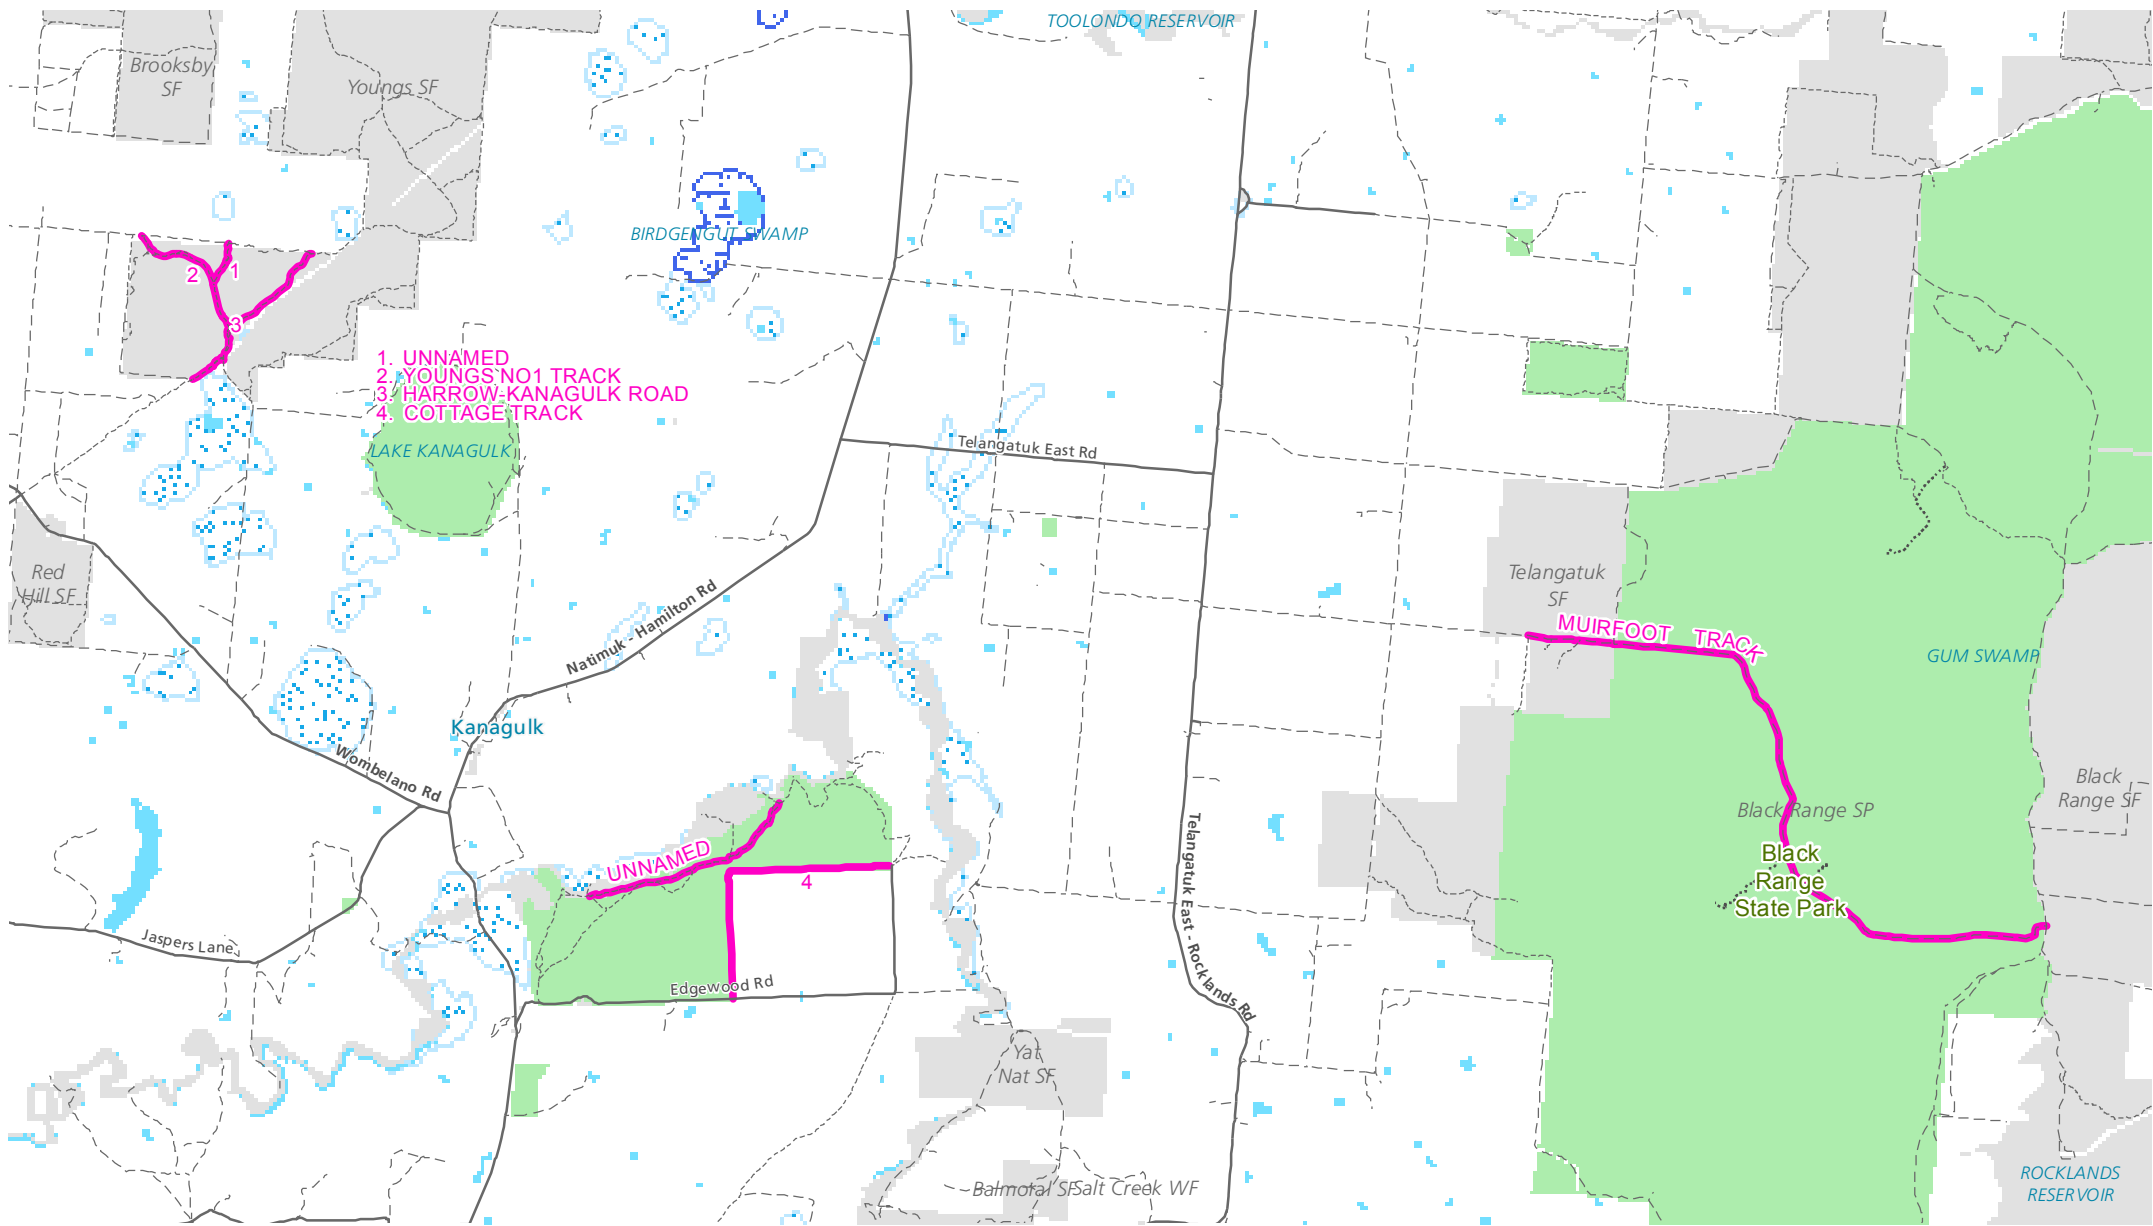 TOOLONDO RESERVOIR
Brooksby
SF
Youngs SF
BIRDGENGUT SWAMP
2
1
3
1. UNNAMED
2. YOUNGS NO1 TRACK
3. HARROW-KANAGULK ROAD
4. COTTAGE TRACK
LAKE KANAGULK
Telangatuk East Rd
Red
Hill SF
Telangatuk
SF
Natimuk - Hamilton Rd
MUIRFOOT TRACK
GUM SWAMP
Kanagulk
Wombelano Rd
Black
Range SF
Black Range SP
UNNAMED
4
Black
Range
State Park
Telangatuk East - Rocklands Rd
Jaspers Lane
Edgewood Rd
Yat
Nat SF
Balmoral SF
Salt Creek WF
ROCKLANDS
RESERVOIR